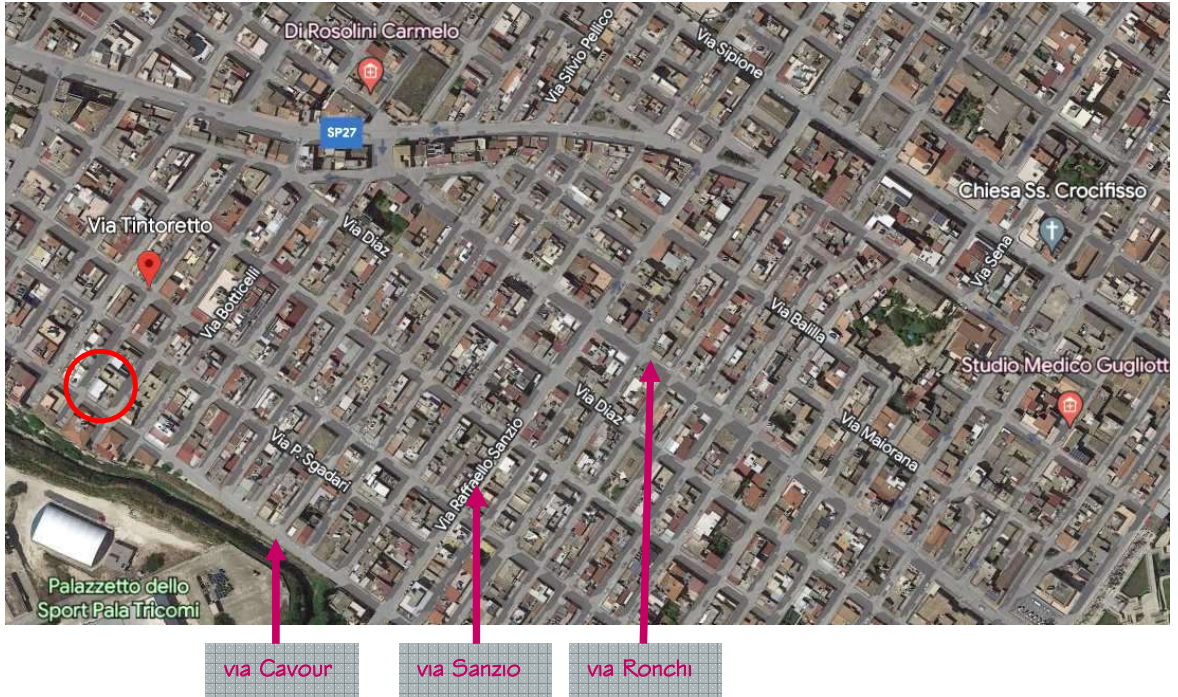 Di Rosolini Carmelo
Via Silvio Pellico
Via Sipione
SP27
Chiesa Ss. Crocifisso
Via Tintoretto
Via Diaz
Via Sena
Via Botticelli
Via Balilla
Studio Medico Gugliott
Via Diaz
Via P. Sgadari
Via Raffaello Sanzio
Via Maiorana
Palazzetto dello
Sport Pala Tricomi
via Cavour
via Sanzio
via Ronchi